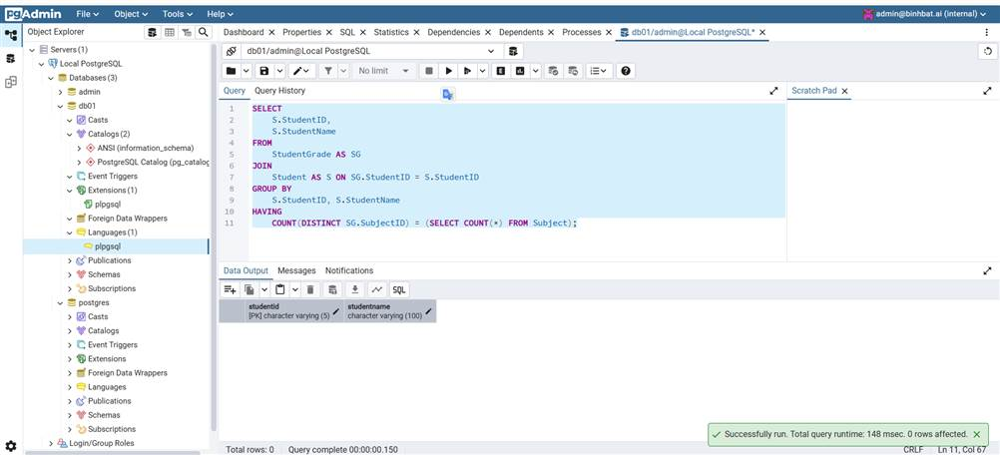 pgAdmin File Object Tools Help admin@binhbat.ai (internal)
Object Explorer
Dashboard Properties SQL Statistics Dependencies Dependents Processes db01/admin@Local PostgreSQL*
Servers (1)
Local PostgreSQL
Databases (3)
admin
db01
Casts
Catalogs (2)
ANSI (information_schema)
PostgreSQL Catalog (pg_catalog
Event Triggers
Extensions (1)
plpgsql
Foreign Data Wrappers
Languages (1)
plpgsql
Publications
Schemas
Subscriptions
postgres
Casts
Catalogs
Event Triggers
Extensions
Foreign Data Wrappers
Languages
Publications
Schemas
Subscriptions
Login/Group Roles
db01/admin@Local PostgreSQL
No limit
Query Query History
Scratch Pad
1 SELECT
2 S.StudentID,
3 S.StudentName
4 FROM
5 StudentGrade AS SG
6 JOIN
7 Student AS S ON SG.StudentID = S.StudentID
8 GROUP BY
9 S.StudentID, S.StudentName
10 HAVING
11 COUNT(DISTINCT SG.SubjectID) = (SELECT COUNT(*) FROM Subject);
Data Output Messages Notifications
SQL
studentid
[PK] character varying (5)
studentname
character varying (100)
Successfully run. Total query runtime: 148 msec. 0 rows affected.
Total rows: 0 Query complete 00:00:00.150 CRLF Ln 11, Col 67